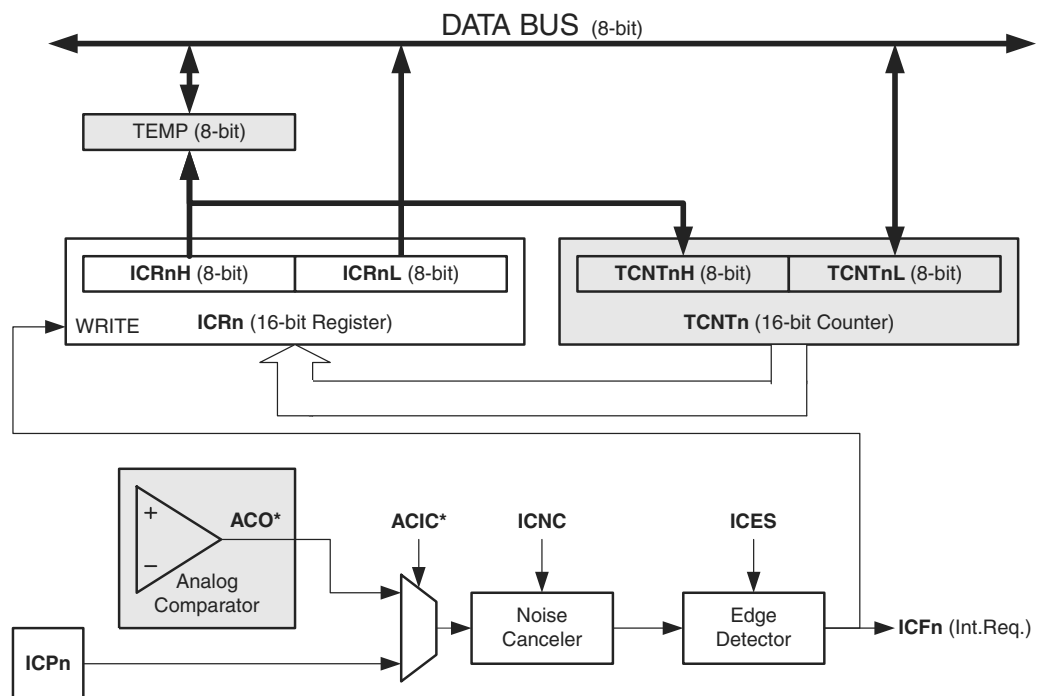 DATA BUS (8-bit)
TEMP (8-bit)
ICRnH (8-bit)
ICRnL (8-bit)
TCNTnH (8-bit)
TCNTnL (8-bit)
WRITE
ICRn (16-bit Register)
TCNTn (16-bit Counter)
+
−
ACO*
Analog
Comparator
ACIC*
ICNC
ICES
Noise
Canceler
Edge
Detector
ICFn (Int.Req.)
ICPn